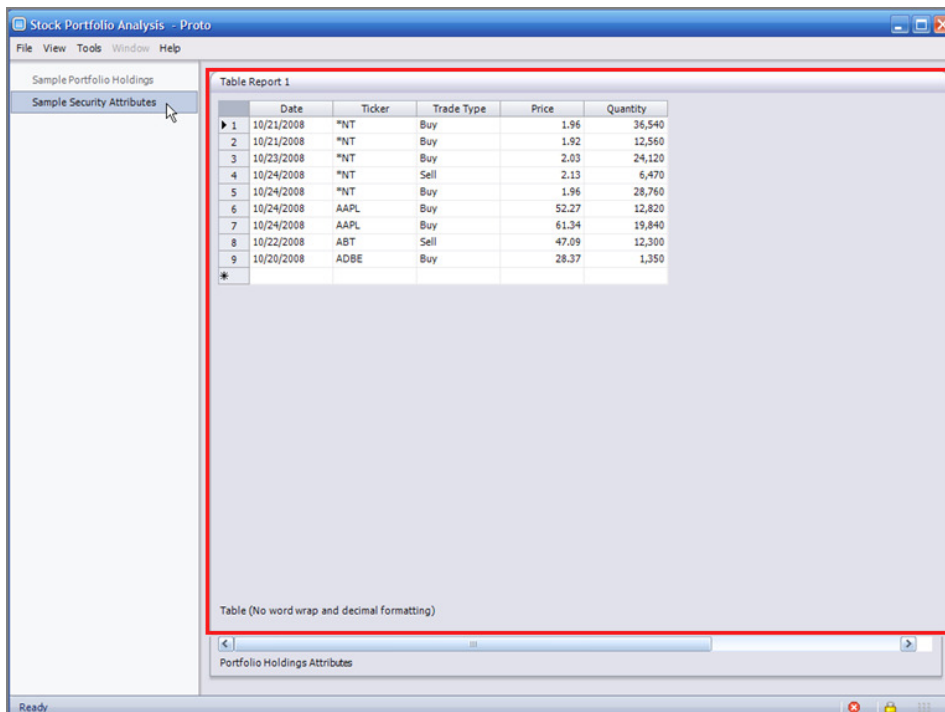 Stock Portfolio Analysis - Proto
File View Tools Window Help
Sample Portfolio Holdings
Sample Security Attributes
Table Report 1
Date Ticker Trade Type Price Quantity
1 10/21/2008 "NT Buy 1.96 36,540
2 10/21/2008 "NT Buy 1.92 12,560
3 10/23/2008 "NT Buy 2.03 24,120
4 10/24/2008 "NT Sell 2.13 6,470
5 10/24/2008 "NT Buy 1.96 28,760
6 10/24/2008 AAPL Buy 52.27 12,820
7 10/24/2008 AAPL Buy 61.34 19,840
8 10/22/2008 ABT Sell 47.09 12,300
9 10/20/2008 ADBE Buy 28.37 1,350
*
Table (No word wrap and decimal formatting)
Portfolio Holdings Attributes
Ready